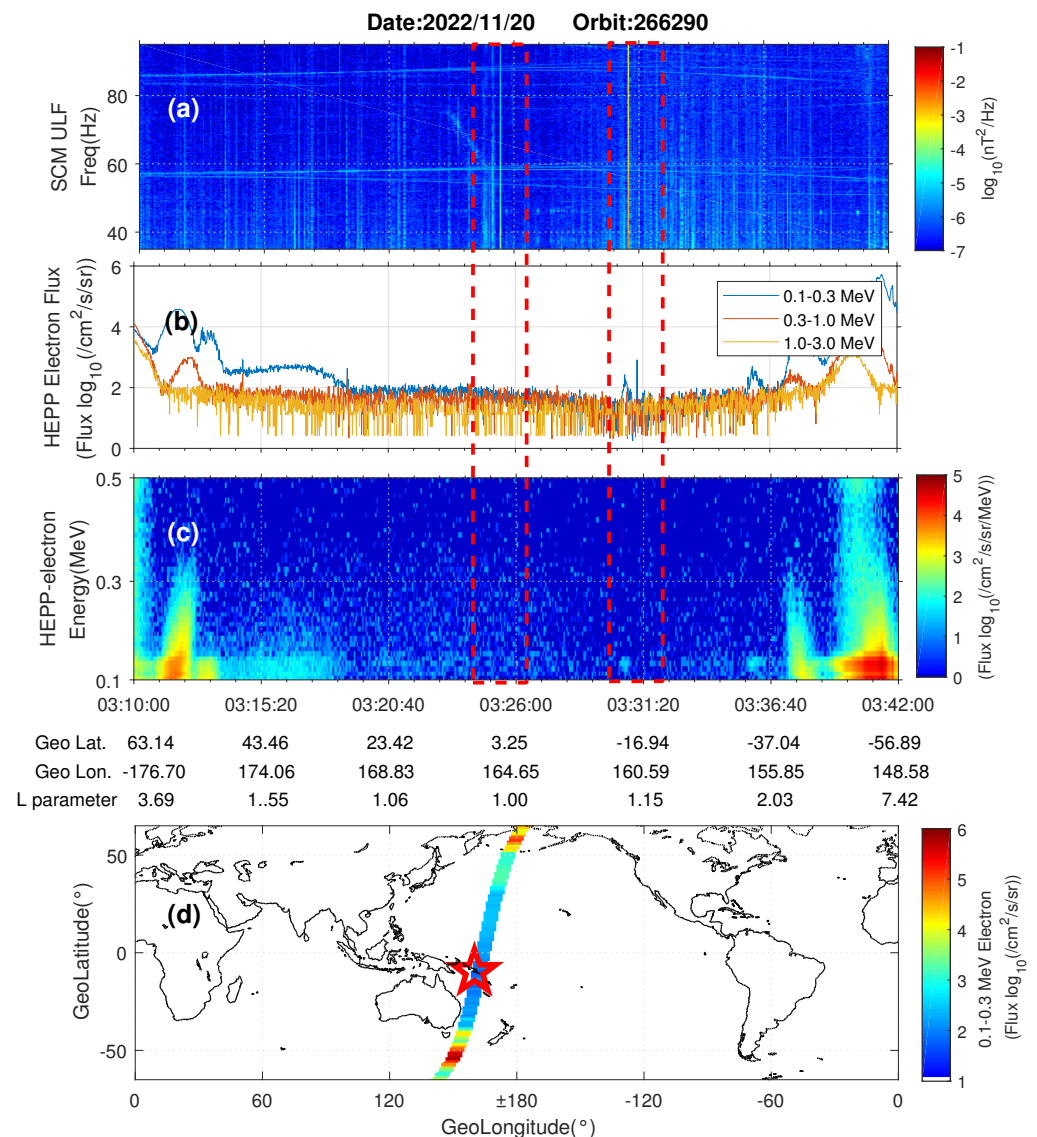 Date:2022/11/20 Orbit:266290
(a)
SCM ULF
Freq(Hz)
80
60
40
-1
-2
-3
-4
-5
-6
-7
log10(nT2/Hz)
(b)
HEPP Electron Flux
(Flux log10(/cm2/s/sr))
6
4
2
0
0.1-0.3 MeV
0.3-1.0 MeV
1.0-3.0 MeV
(c)
HEPP-electron
Energy(MeV)
0.5
0.3
0.1
5
4
3
2
1
0
(Flux log10(/cm2/s/sr/MeV))
03:10:00 03:15:20 03:20:40 03:26:00 03:31:20 03:36:40 03:42:00
Geo Lat. 63.14 43.46 23.42 3.25 -16.94 -37.04 -56.89
Geo Lon. -176.70 174.06 168.83 164.65 160.59 155.85 148.58
L parameter 3.69 1..55 1.06 1.00 1.15 2.03 7.42
(d)
GeoLatitude(°)
50
0
-50
0 60 120 ±180 -120 -60 0
GeoLongitude(°)
6
5
4
3
2
1
0.1-0.3 MeV Electron
(Flux log10(/cm2/s/sr))